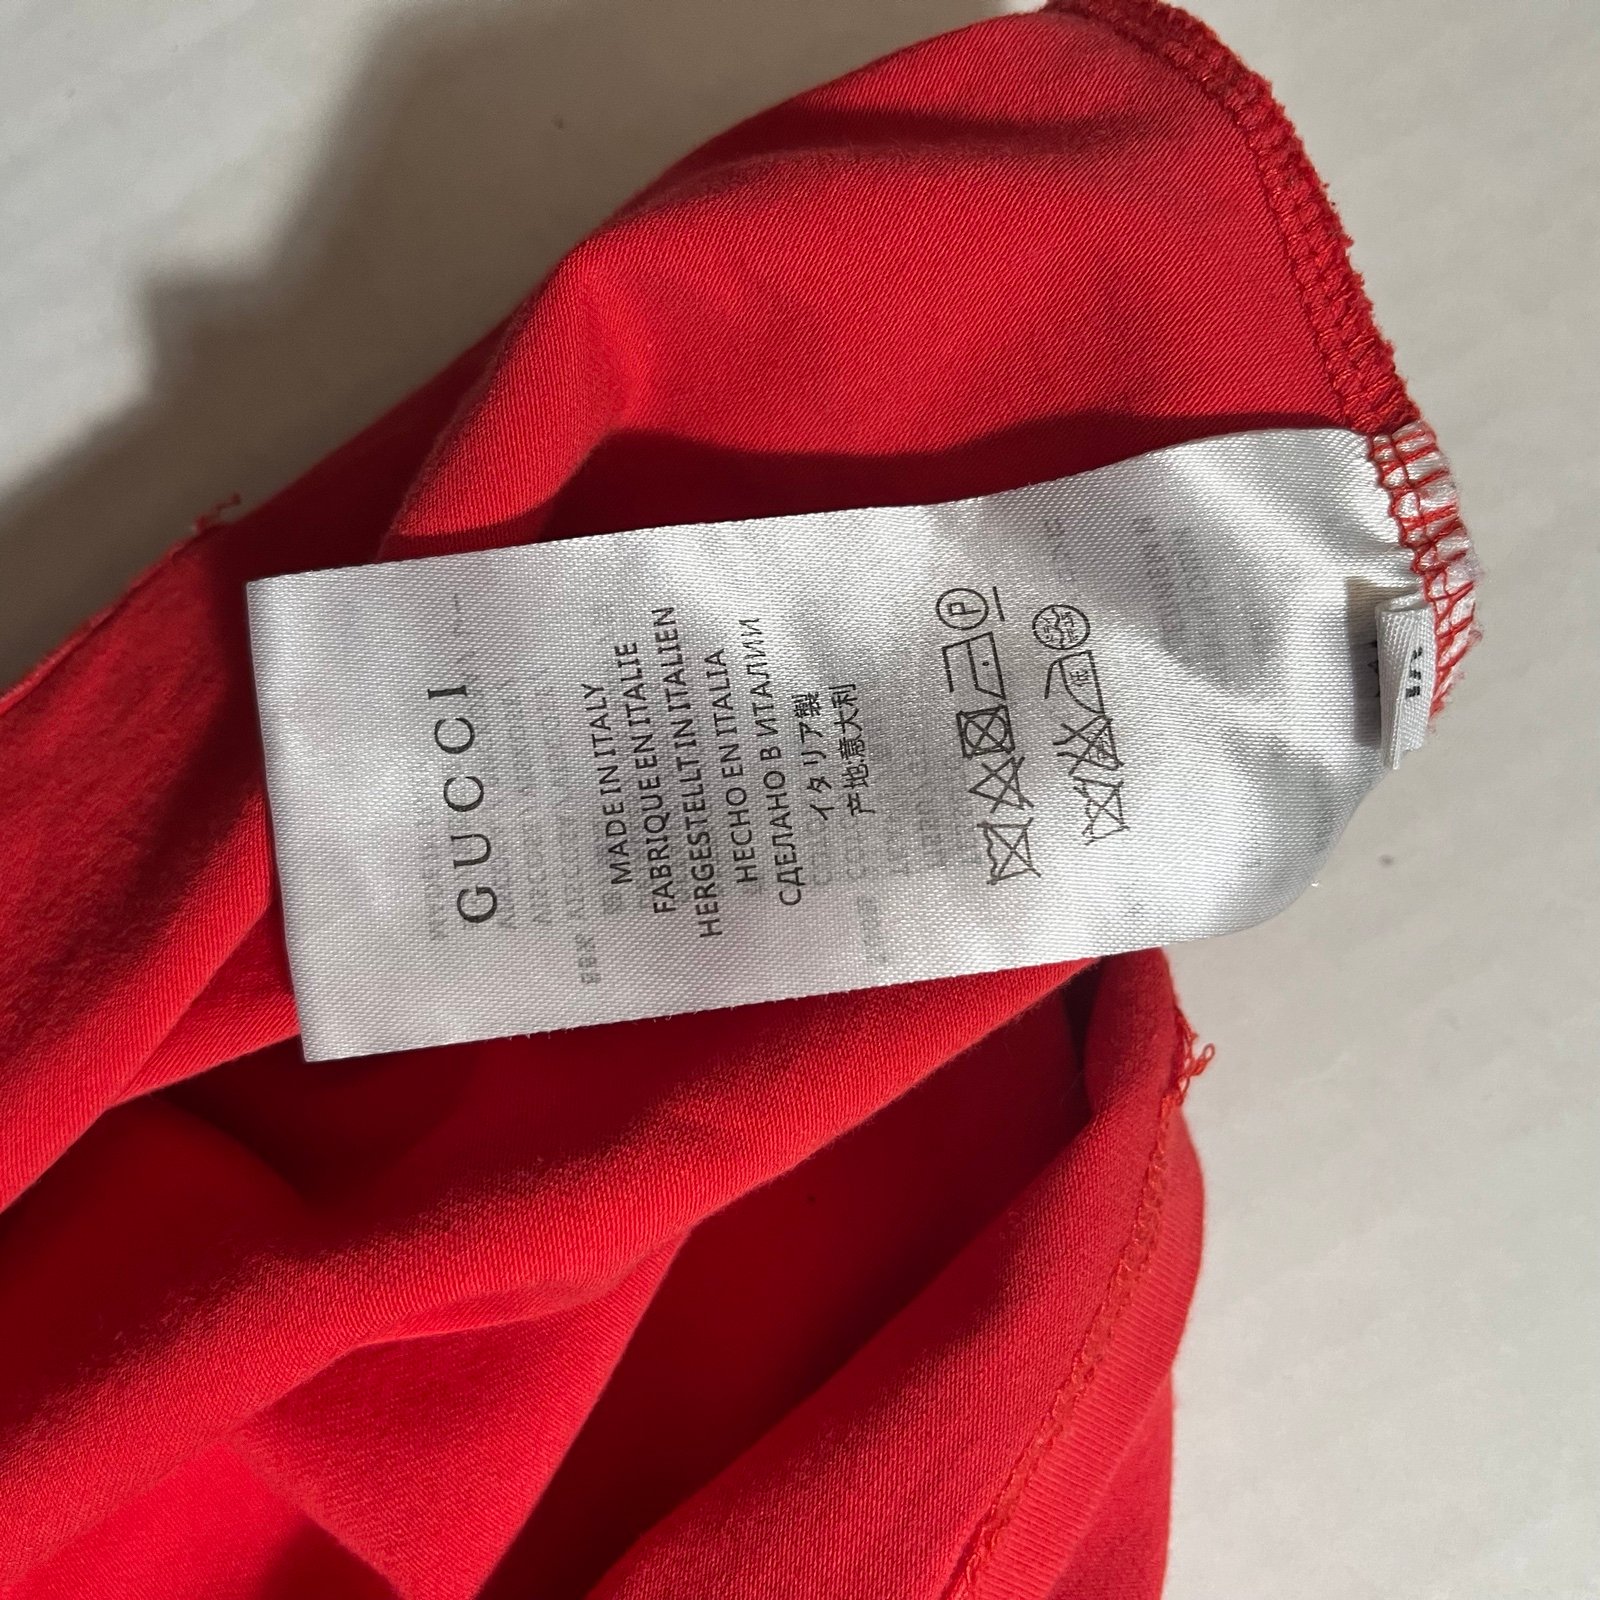 GUCCI
MADE IN ITALY
FABRIQUE EN ITALIE
HERGESTELLT IN ITALIEN
HECHO EN ITALIA
СДЕЛАНО В ИТАЛИИ
イタリア製
产地:意大利
P